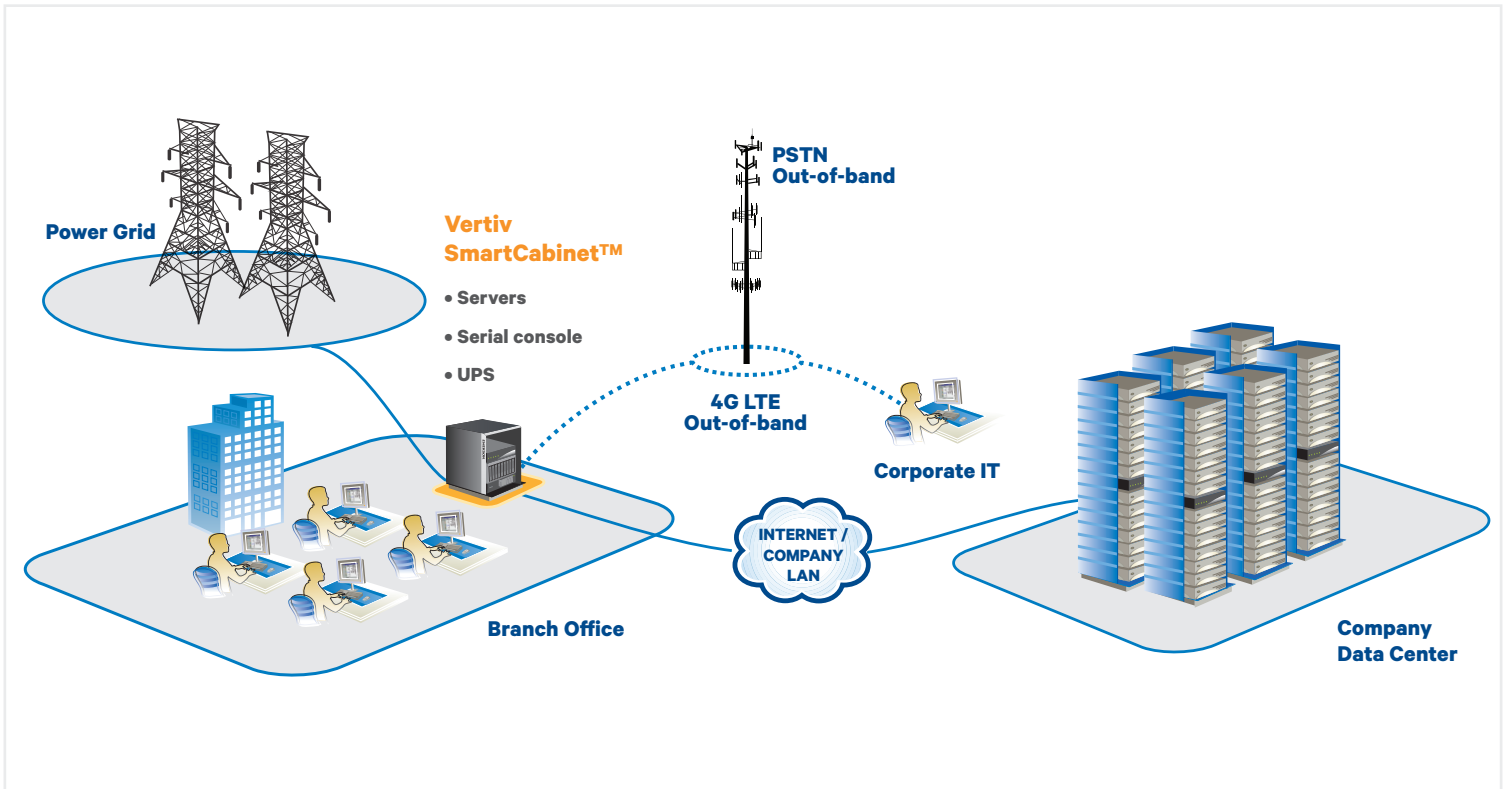 Power Grid
Vertiv
SmartCabinet™
• Servers
• Serial console
• UPS
PSTN
Out-of-band
4G LTE
Out-of-band
Corporate IT
INTERNET /
COMPANY
LAN
Branch Office
Company
Data Center